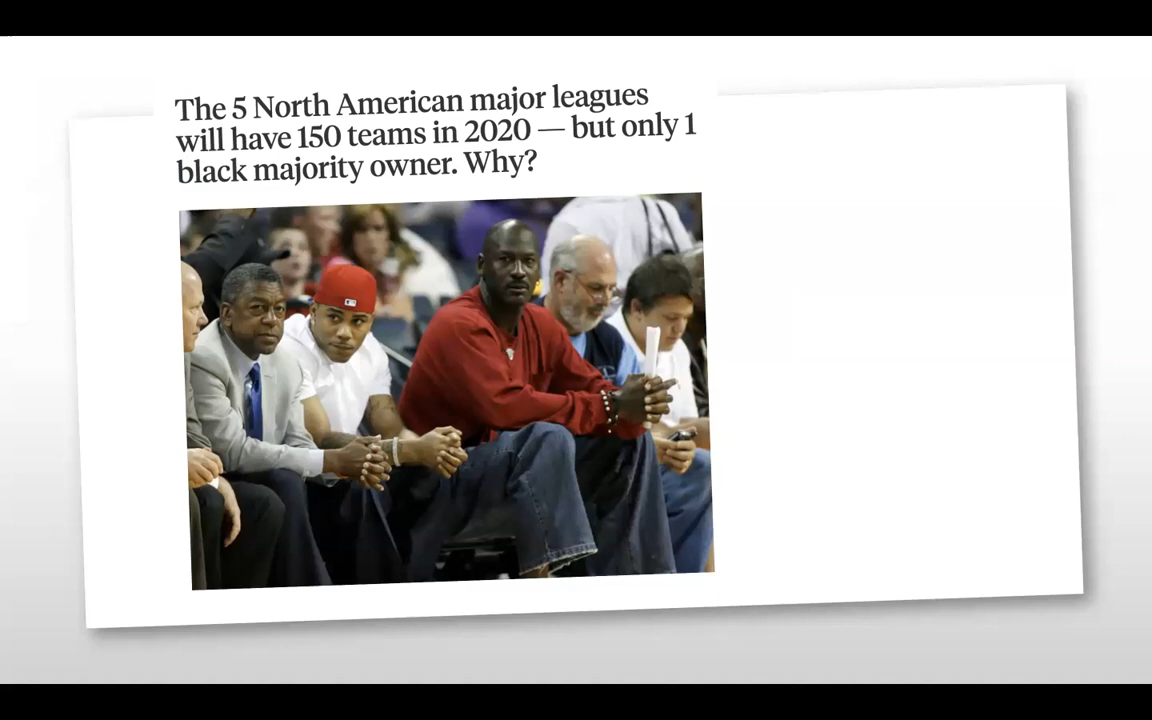 The 5 North American major leagues
will have 150 teams in 2020 — but only 1
black majority owner. Why?